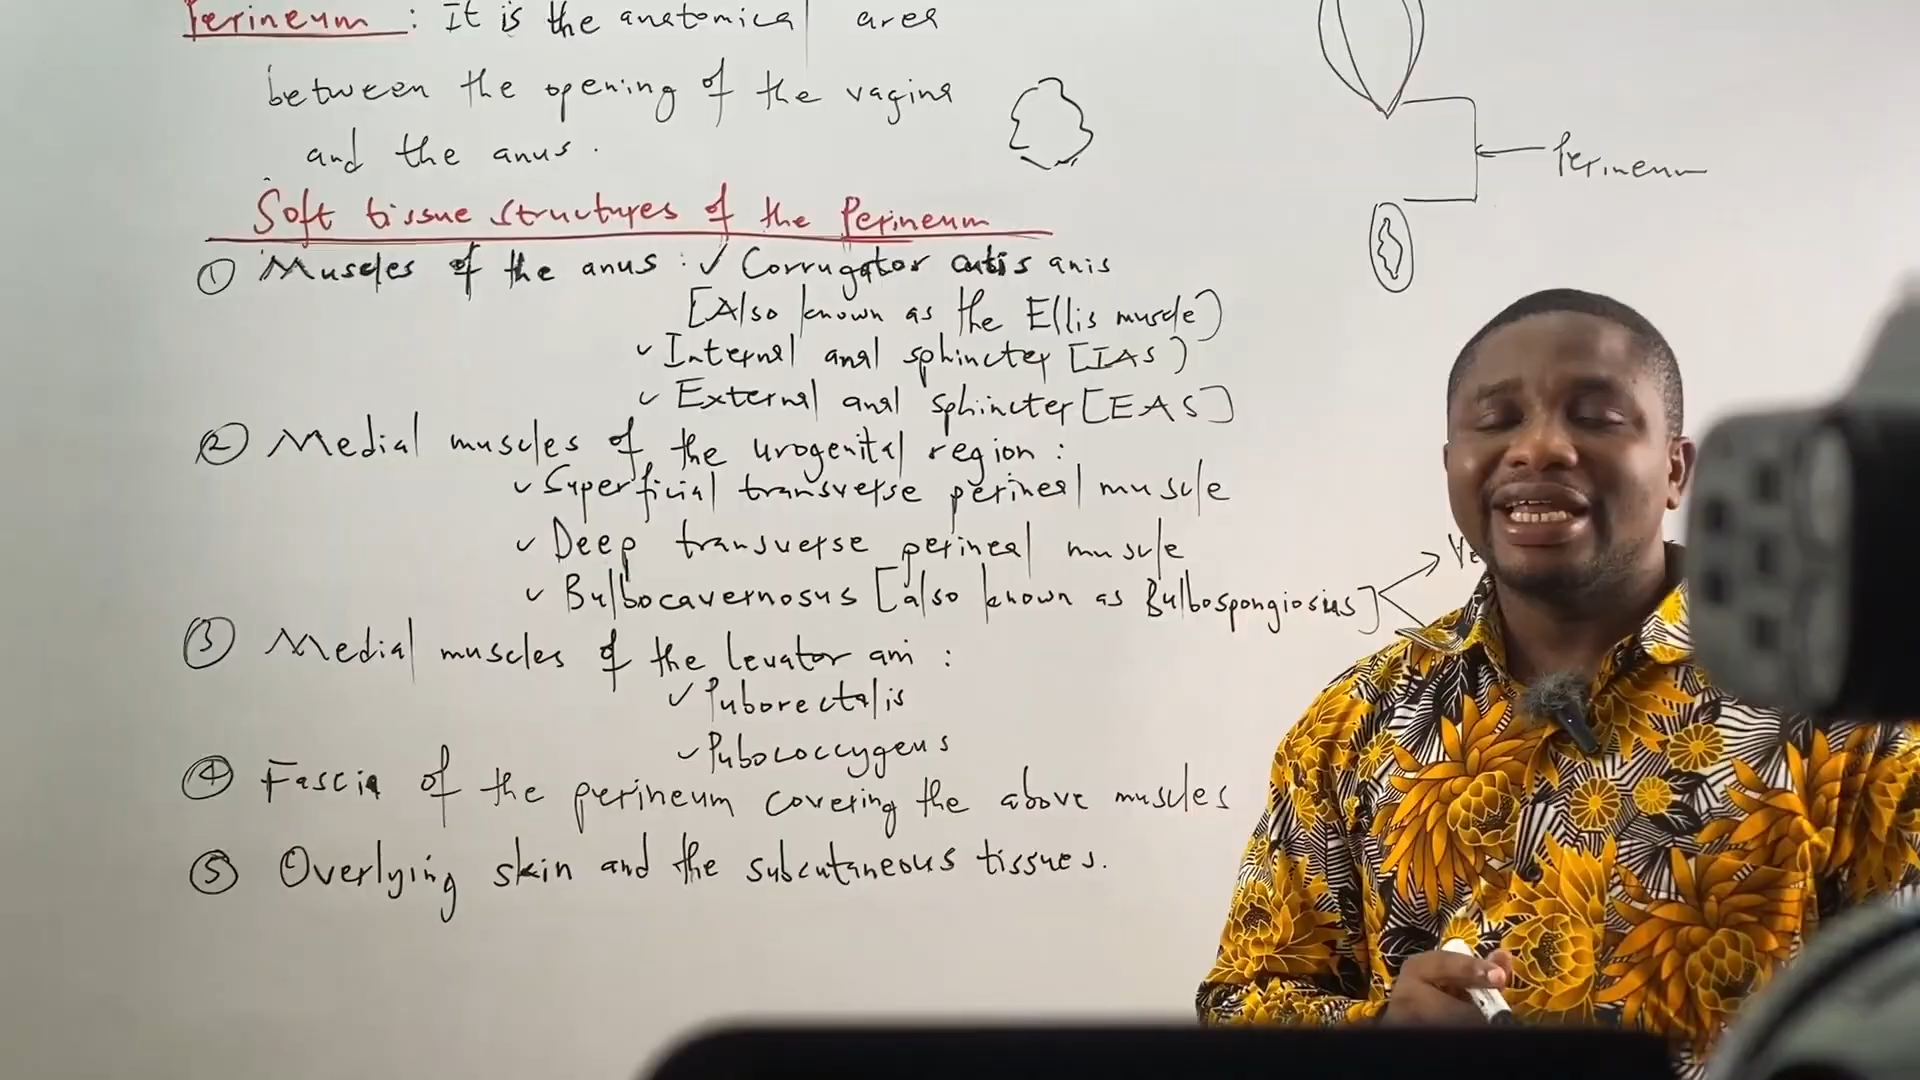 Perineum : It is the anatomical area
between the opening of the vagina
and the anus.
Perineum
Soft tissue structures of the Perineum
① Muscles of the anus : ✓ Corrugator cutis anis
[Also known as the Ellis muscle]
✓ Internal anal sphincter [IAS]
✓ External anal sphincter [EAS]
② Medial muscles of the urogenital region :
✓ Superficial transverse perineal muscle
✓ Deep transverse perineal muscle
✓ Bulbocavernosus [also known as Bulbospongiosius]
③ Medial muscles of the levator ani :
✓ Puborectalis
✓ Pubococcygeus
④ Fascia of the perineum covering the above muscles
⑤ Overlying skin and the subcutaneous tissues.